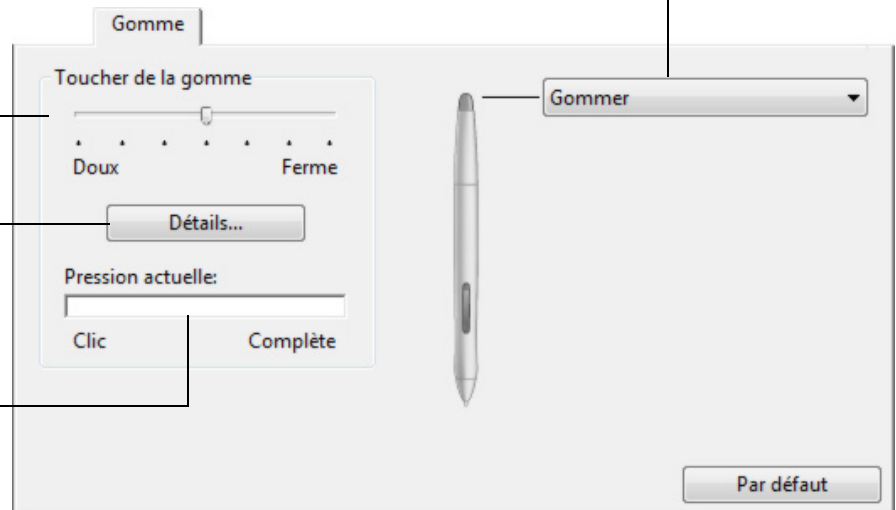 Gomme
Toucher de la gomme
Doux Ferme
Détails...
Pression actuelle:
Clic Complète
Gommer
Par défaut